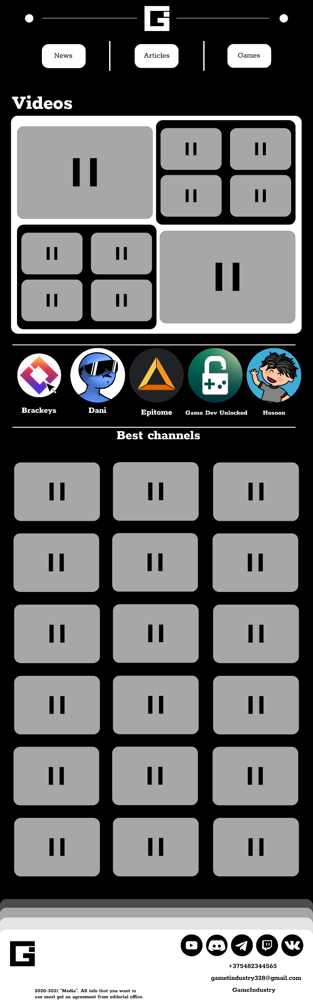 News
Articles
Games
Videos
Brackeys
Dani
Epitome
Game Dev Unlocked
Hosoon
Best channels
+375482344565
gametindustry328@gmail.com
GameIndustry
2020-2021 "Media". All info that you want to
use must get an agreement from editorial office.